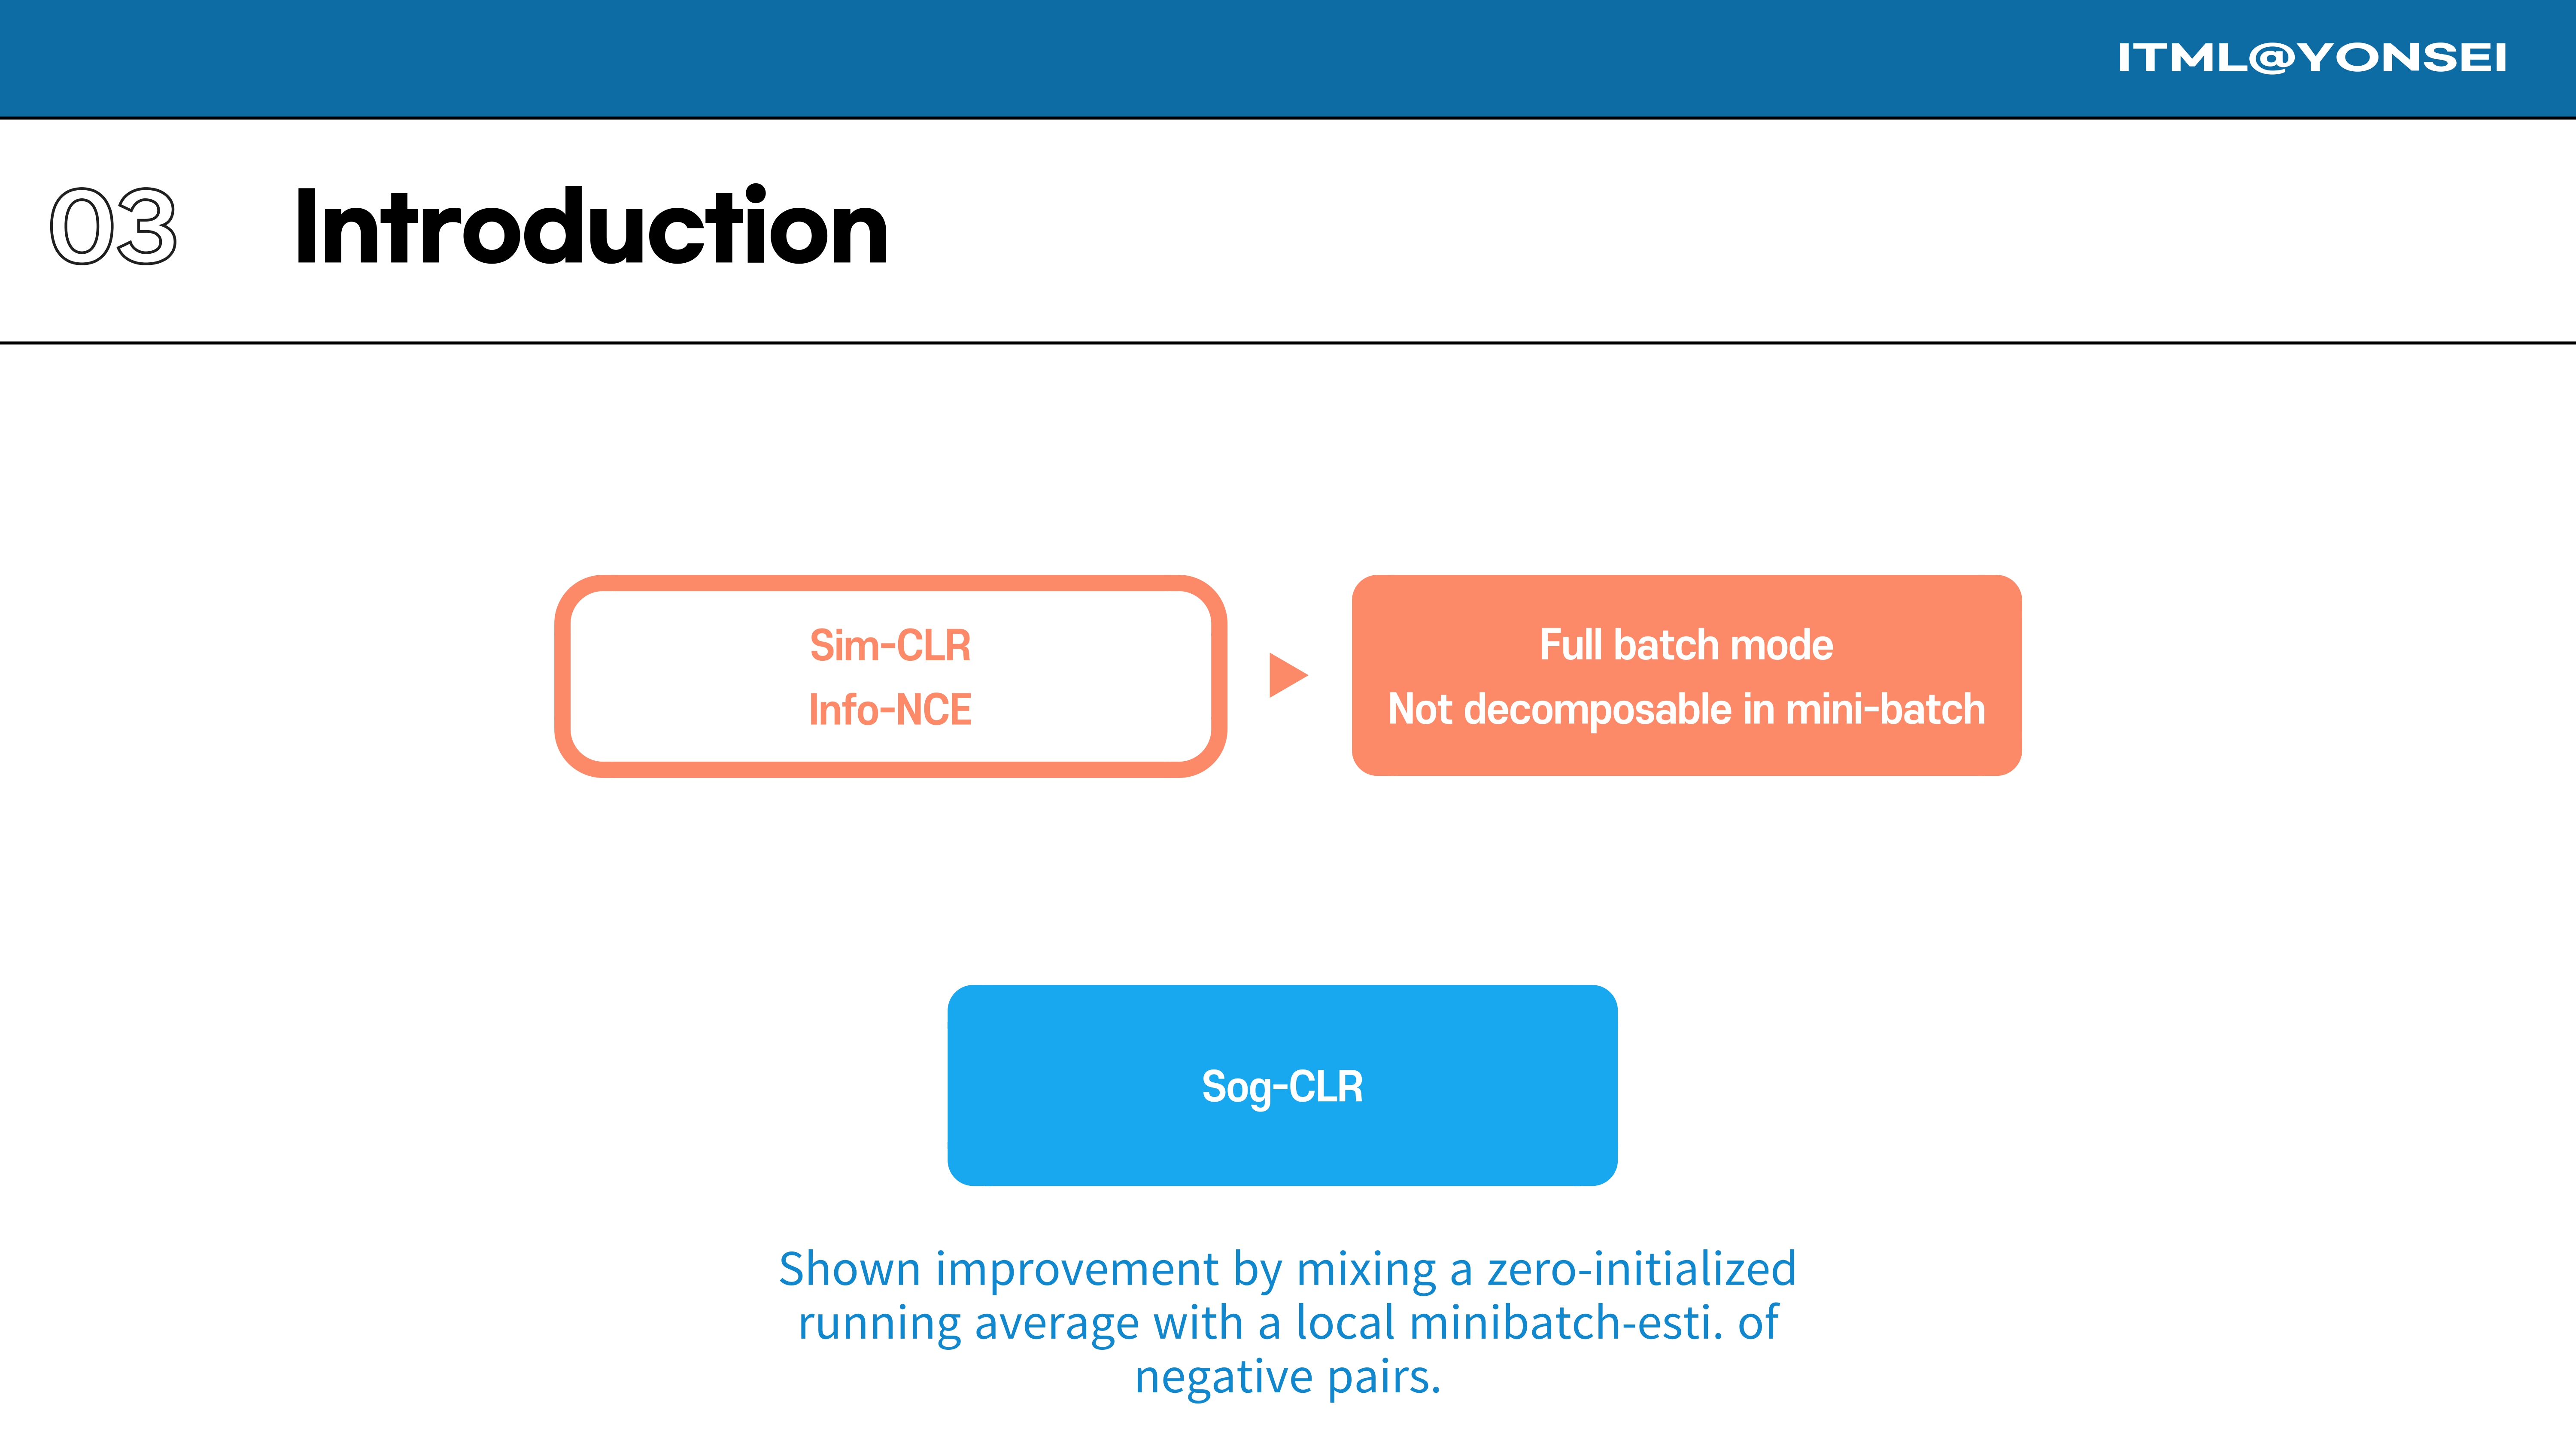 ITML@YONSEI
03 Introduction
Sim-CLR
Info-NCE
Full batch mode
Not decomposable in mini-batch
Sog-CLR
Shown improvement by mixing a zero-initialized
running average with a local minibatch-esti. of
negative pairs.